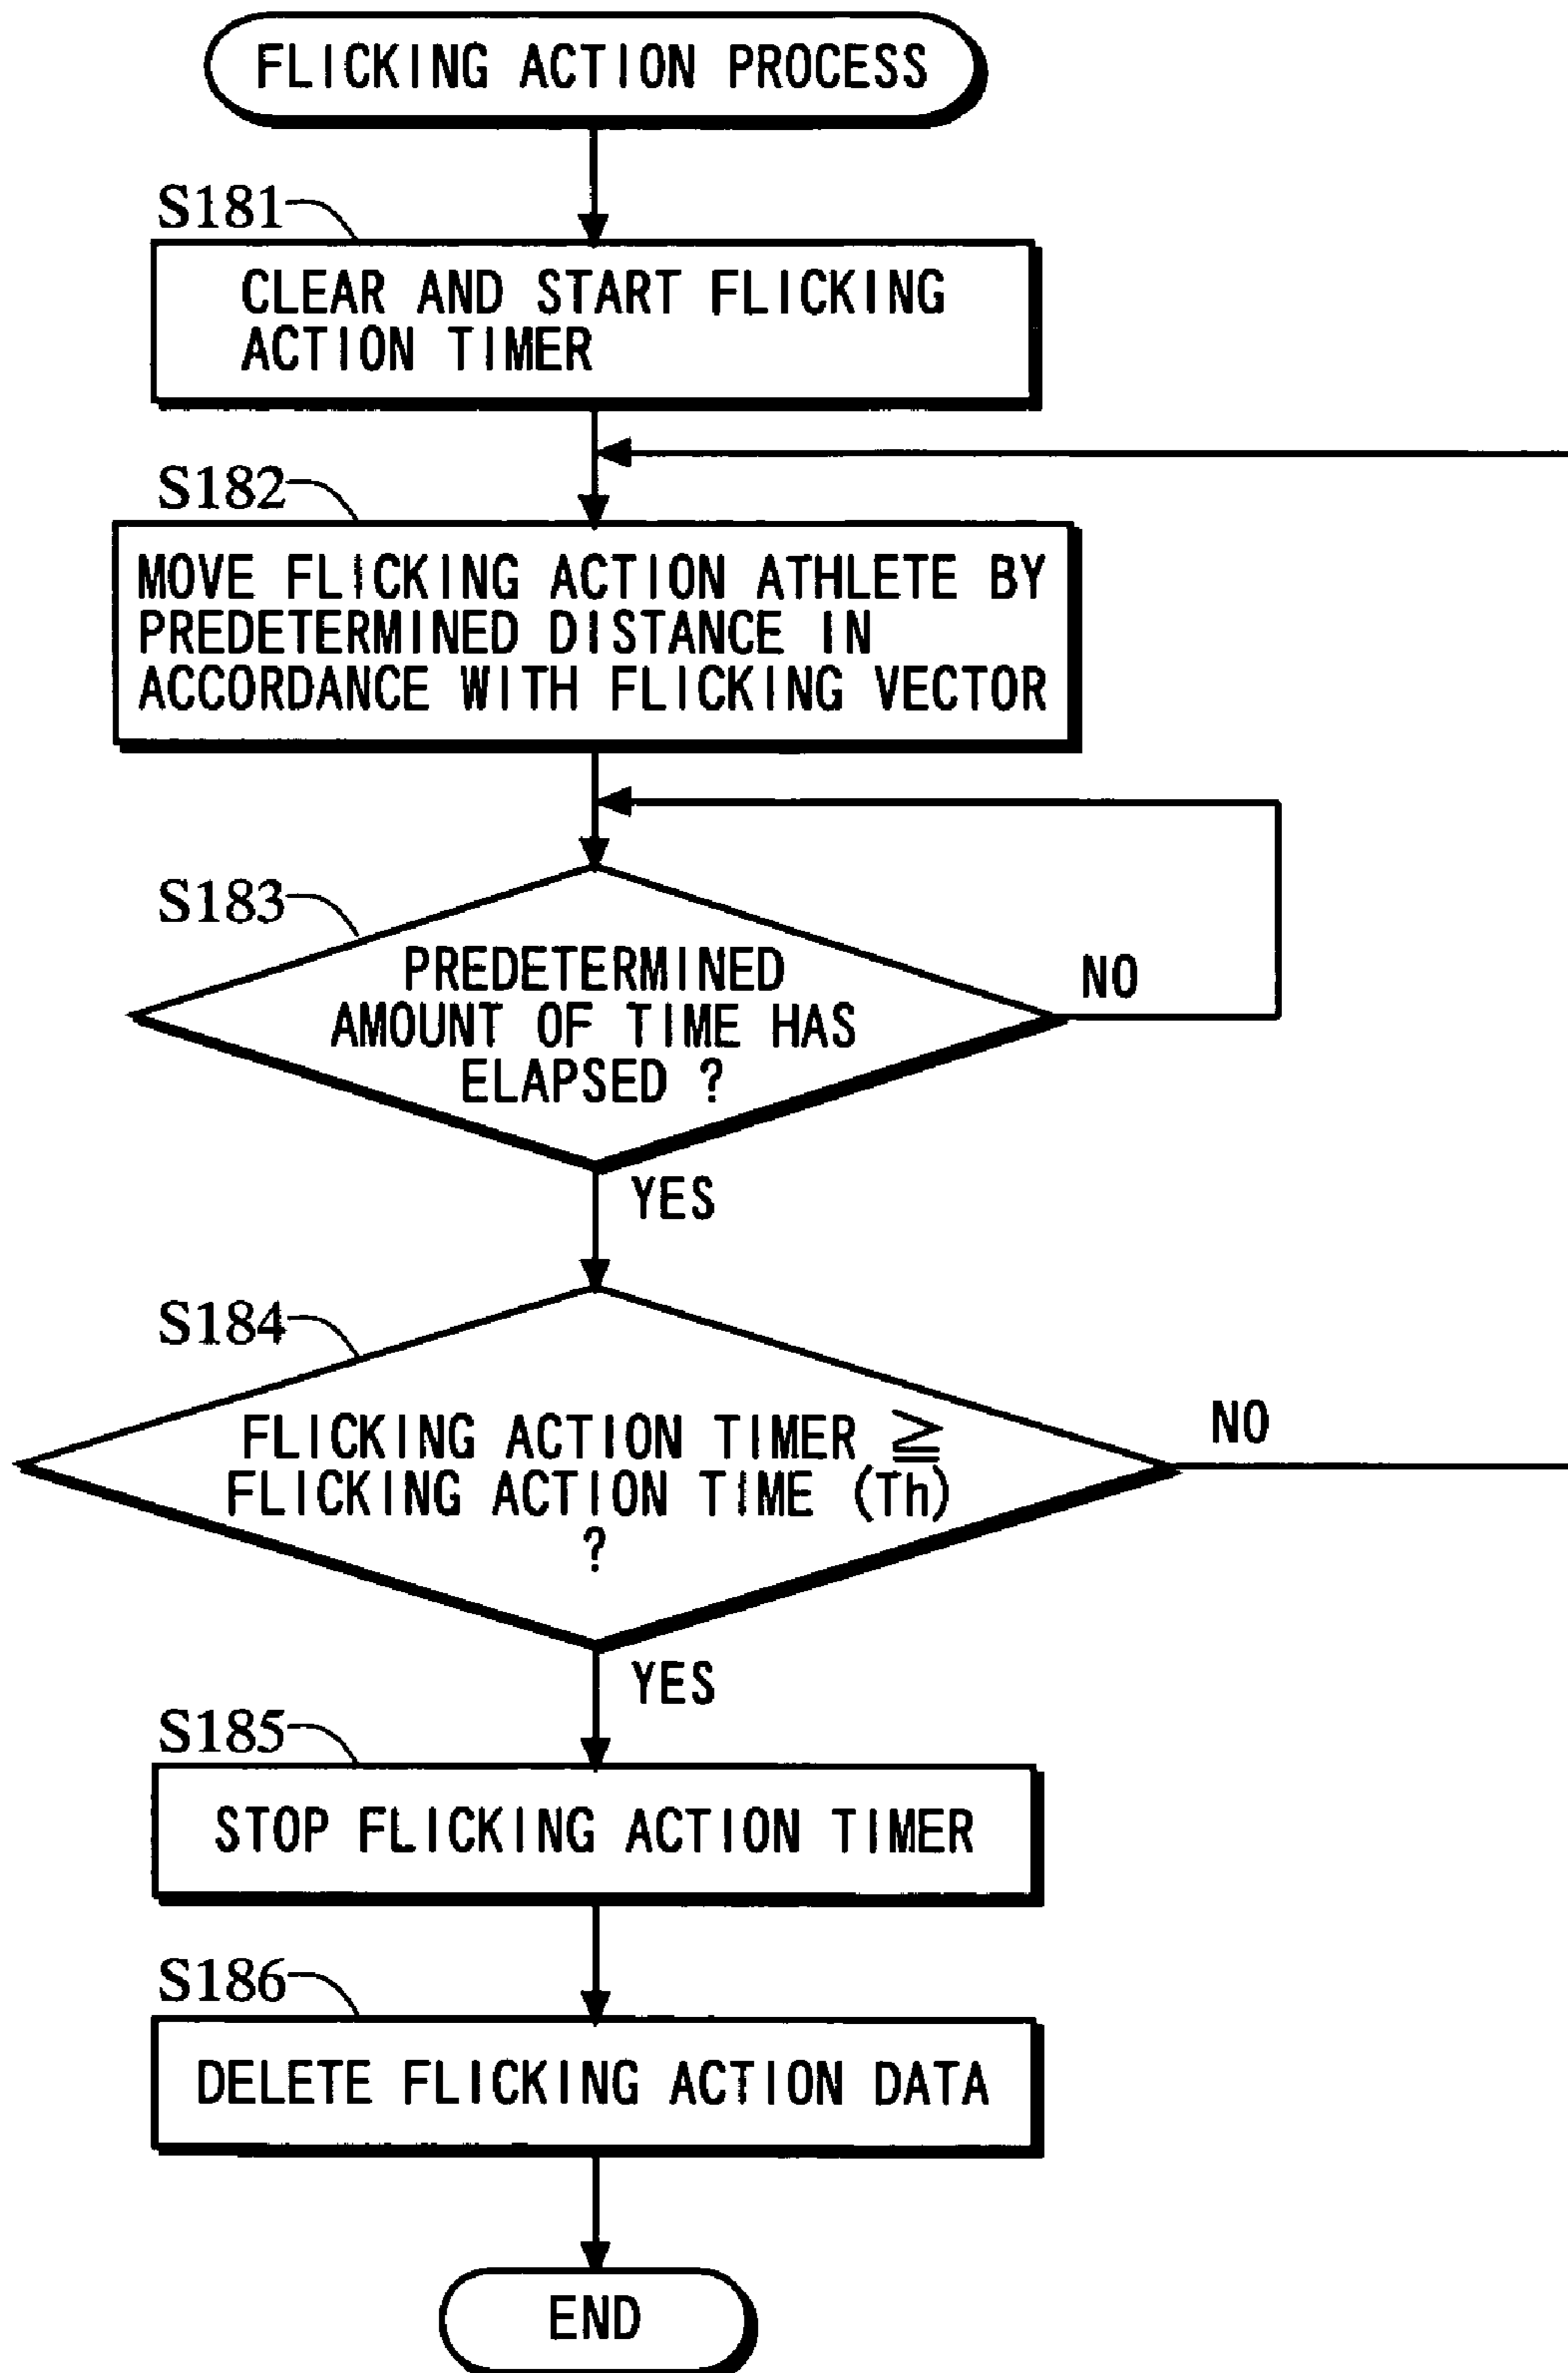 FLICKING ACTION PROCESS
S181
CLEAR AND START FLICKING
ACTION TIMER
S182
MOVE FLICKING ACTION ATHLETE BY
PREDETERMINED DISTANCE IN
ACCORDANCE WITH FLICKING VECTOR
S183
PREDETERMINED
AMOUNT OF TIME HAS
ELAPSED ?
NO
YES
S184
FLICKING ACTION TIMER ≧
FLICKING ACTION TIME (Th)
?
NO
YES
S185
STOP FLICKING ACTION TIMER
S186
DELETE FLICKING ACTION DATA
END